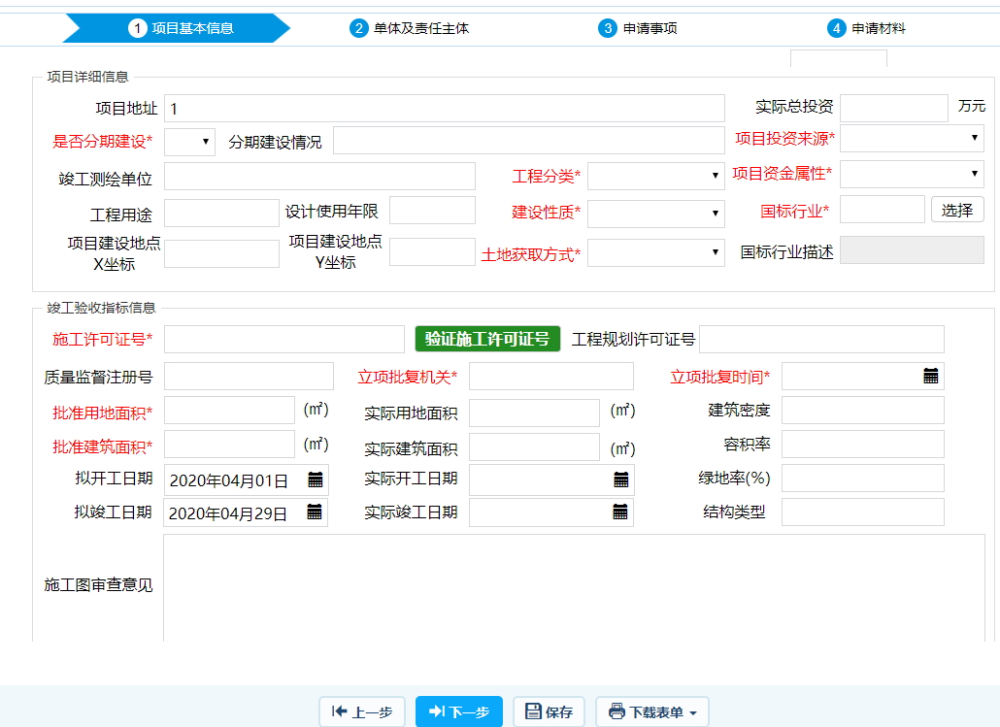 1 项目基本信息 2 单体及责任主体 3 申请事项 4 申请材料
项目详细信息
项目地址 1 实际总投资 万元
是否分期建设* 分期建设情况 项目投资来源*
竣工测绘单位 工程分类* 项目资金属性*
工程用途 设计使用年限 建设性质* 国标行业* 选择
项目建设地点X坐标 项目建设地点Y坐标 土地获取方式* 国标行业描述
竣工验收指标信息
施工许可证号* 验证施工许可证号 工程规划许可证号
质量监督注册号 立项批复机关* 立项批复时间*
批准用地面积* (㎡) 实际用地面积 (㎡) 建筑密度
批准建筑面积* (㎡) 实际建筑面积 (㎡) 容积率
拟开工日期 2020年04月01日 实际开工日期 绿地率(%)
拟竣工日期 2020年04月29日 实际竣工日期 结构类型
施工图审查意见
上一步 下一步 保存 下载表单